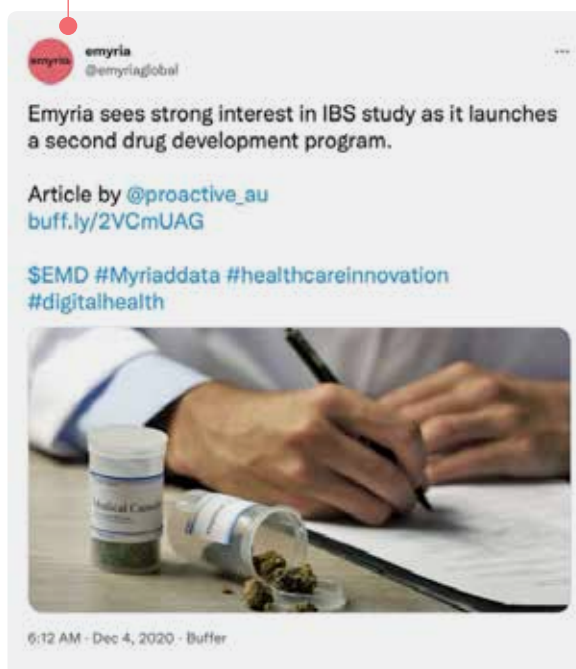 emyria
emyria
@emyriaglobal
...
Emyria sees strong interest in IBS study as it launches
a second drug development program.
Article by @proactive_au
buff.ly/2VCmUAG
$EMD #Myriaddata #healthcareinnovation
#digitalhealth
Medical
6:12 AM · Dec 4, 2020 · Buffer